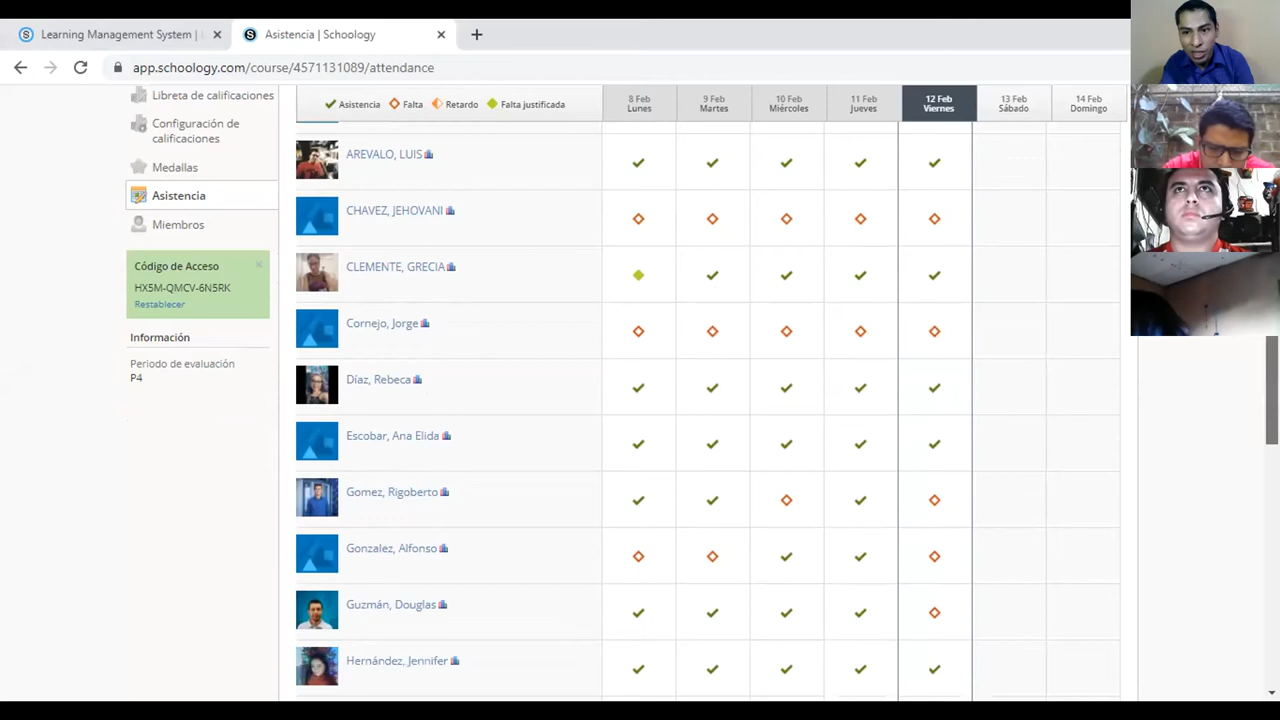 Learning Management System |
Asistencia | Schoology
app.schoology.com/course/4571131089/attendance
Libreta de calificaciones
Configuración de
calificaciones
Medallas
Asistencia
Miembros
Código de Acceso
HX5M-QMCV-6N5RK
Restablecer
Información
Periodo de evaluación
P4
Asistencia
Falta
Retardo
Falta justificada
8 Feb
Lunes
9 Feb
Martes
10 Feb
Miércoles
11 Feb
Jueves
12 Feb
Viernes
13 Feb
Sábado
14 Feb
Domingo
AREVALO, LUIS
CHAVEZ, JEHOVANI
CLEMENTE, GRECIA
Cornejo, Jorge
Díaz, Rebeca
Escobar, Ana Elida
Gomez, Rigoberto
Gonzalez, Alfonso
Guzmán, Douglas
Hernández, Jennifer